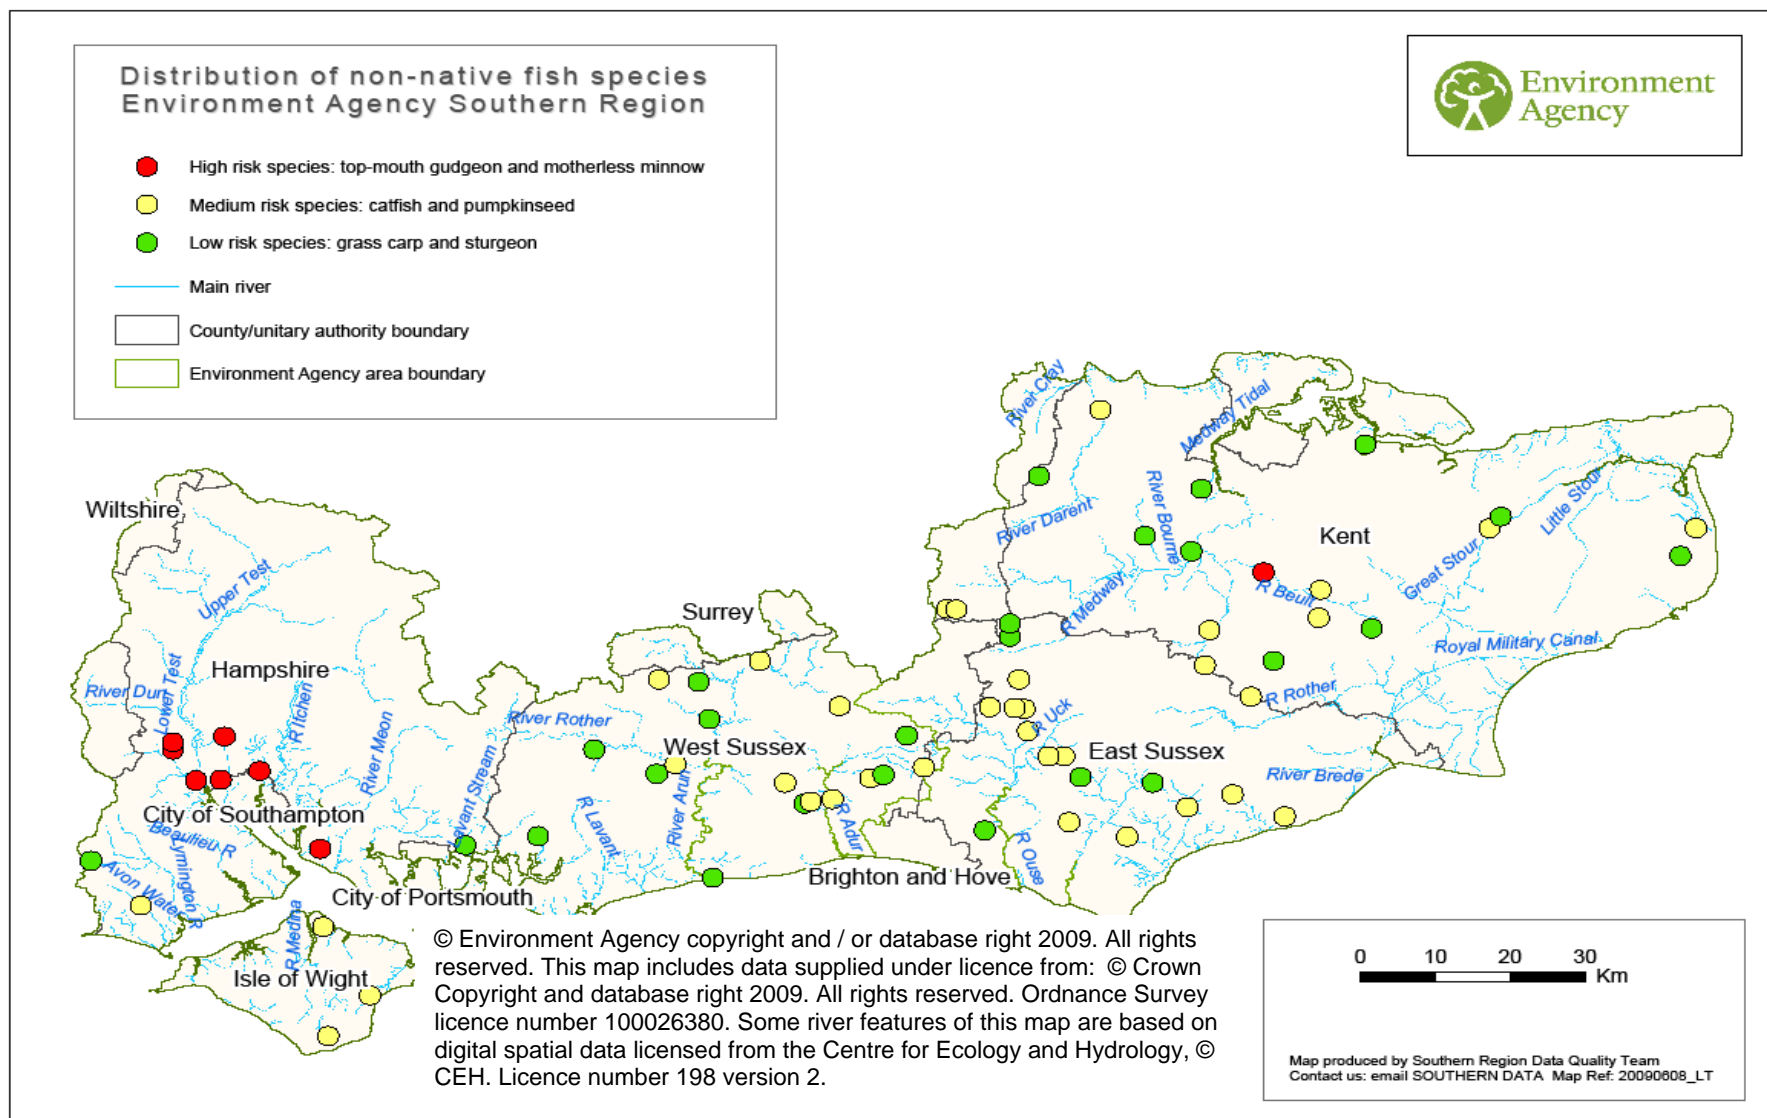 Distribution of non-native fish species
Environment Agency Southern Region
High risk species: top-mouth gudgeon and motherless minnow
Medium risk species: catfish and pumpkinseed
Low risk species: grass carp and sturgeon
Main river
County/unitary authority boundary
Environment Agency area boundary
Environment
Agency
River Cray
Medway Tidal
Wiltshire
River Darent
River Bourne
Kent
Little Stour
Great Stour
Upper Test
R Medway
R Beult
Surrey
Royal Military Canal
Hampshire
River Dun
Lower Test
R Itchen
River Meon
River Rother
R Rother
R Uck
West Sussex
East Sussex
Lavant Stream
River Arun
River Brede
City of Southampton
Beaulieu R
Lymington R
Avon Water
R Lavant
R Adur
R Ouse
Brighton and Hove
City of Portsmouth
R Medina
Isle of Wight
© Environment Agency copyright and / or database right 2009. All rights
reserved. This map includes data supplied under licence from: © Crown
Copyright and database right 2009. All rights reserved. Ordnance Survey
licence number 100026380. Some river features of this map are based on
digital spatial data licensed from the Centre for Ecology and Hydrology, ©
CEH. Licence number 198 version 2.
0 10 20 30
Km
Map produced by Southern Region Data Quality Team
Contact us: email SOUTHERN DATA Map Ref: 20090608_LT